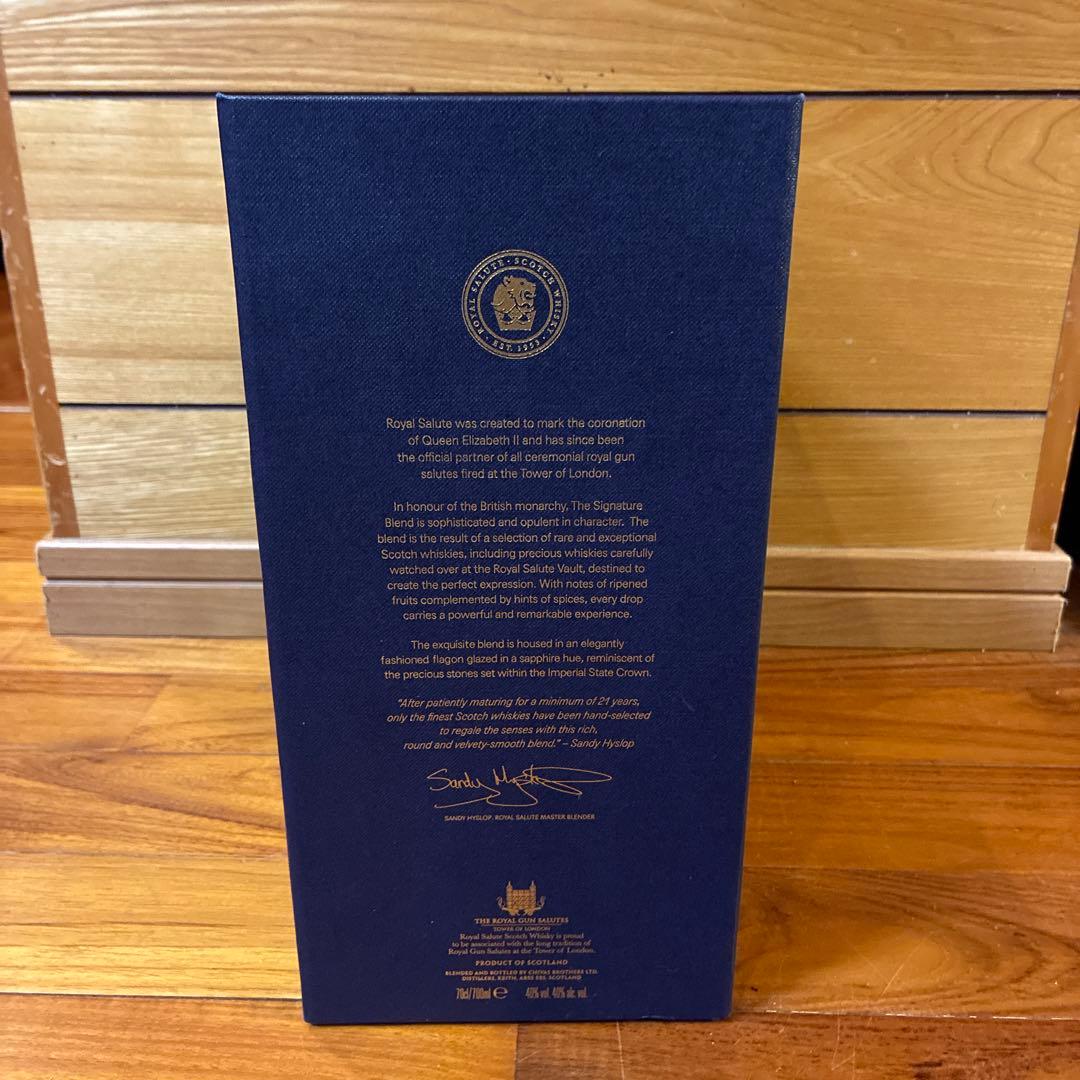 ROYAL SALUTE · SCOTCH WHISKY
· EST. 1953 ·
Royal Salute was created to mark the coronation
of Queen Elizabeth II and has since been
the official partner of all ceremonial royal gun
salutes fired at the Tower of London.
In honour of the British monarchy, The Signature
Blend is sophisticated and opulent in character. The
blend is the result of a selection of rare and exceptional
Scotch whiskies, including precious whiskies carefully
watched over at the Royal Salute Vault, destined to
create the perfect expression. With notes of ripened
fruits complemented by hints of spices, every drop
carries a powerful and remarkable experience.
The exquisite blend is housed in an elegantly
fashioned flagon glazed in a sapphire hue, reminiscent of
the precious stones set within the Imperial State Crown.
"After patiently maturing for a minimum of 21 years,
only the finest Scotch whiskies have been hand-selected
to regale the senses with this rich,
round and velvety-smooth blend." – Sandy Hyslop
Sandy Hyslop
SANDY HYSLOP, ROYAL SALUTE MASTER BLENDER
THE ROYAL GUN SALUTES
TOWER OF LONDON
Royal Salute Scotch Whisky is proud
to be associated with the long tradition of
Royal Gun Salutes at the Tower of London.
PRODUCT OF SCOTLAND
BLENDED AND BOTTLED BY CHIVAS BROTHERS LTD.
DISTILLERS, KEITH, AB55 5BS, SCOTLAND
70cl/700ml e 40% vol. 40% alc. vol.